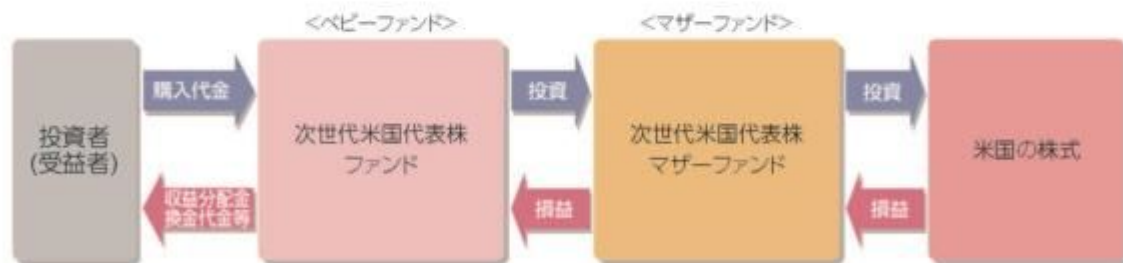 <ベビーファンド>
<マザーファンド>
購入代金
投資
投資
投資者
(受益者)
次世代米国代表株
ファンド
次世代米国代表株
マザーファンド
米国の株式
収益分配金
換金代金等
損益
損益